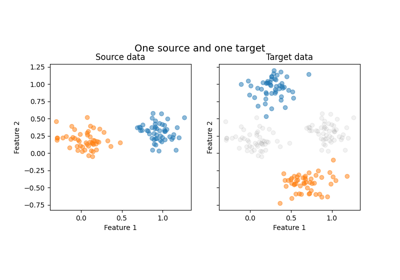 One source and one target
Source data
Target data
1.25
1.00
0.75
0.50
0.25
0.00
−0.25
−0.50
−0.75
Feature 2
Feature 2
0.0 0.5 1.0
0.0 0.5 1.0
Feature 1
Feature 1